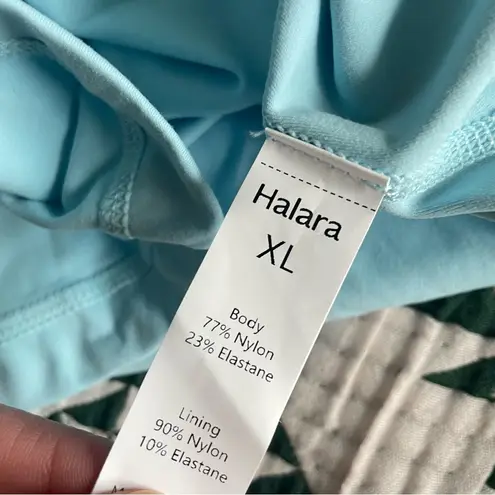 Halara
XL
Body
77% Nylon
23% Elastane
Lining
90% Nylon
10% Elastane